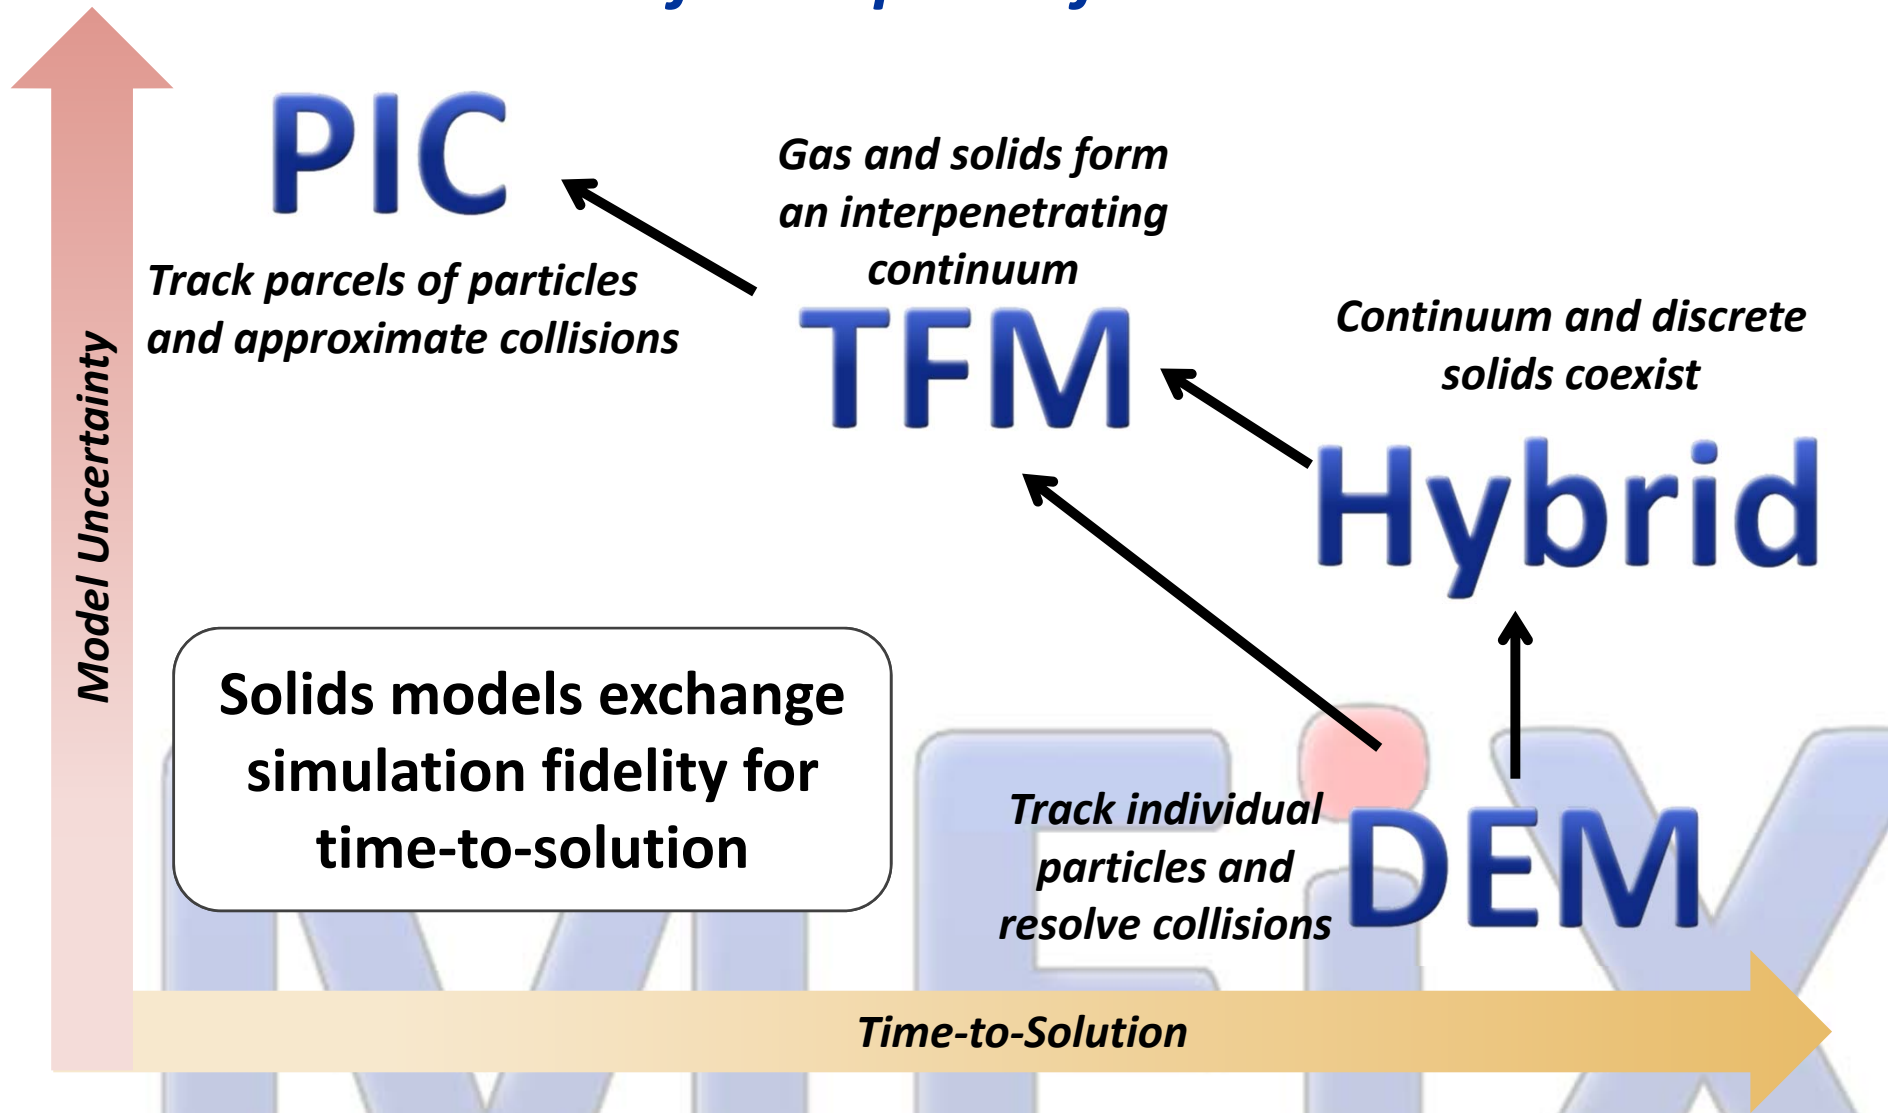 PIC
Track parcels of particles
and approximate collisions
Gas and solids form
an interpenetrating
continuum
TFM
Continuum and discrete
solids coexist
Hybrid
Model Uncertainty
Solids models exchange
simulation fidelity for
time-to-solution
Track individual
particles and
resolve collisions
DEM
Time-to-Solution
MFiX